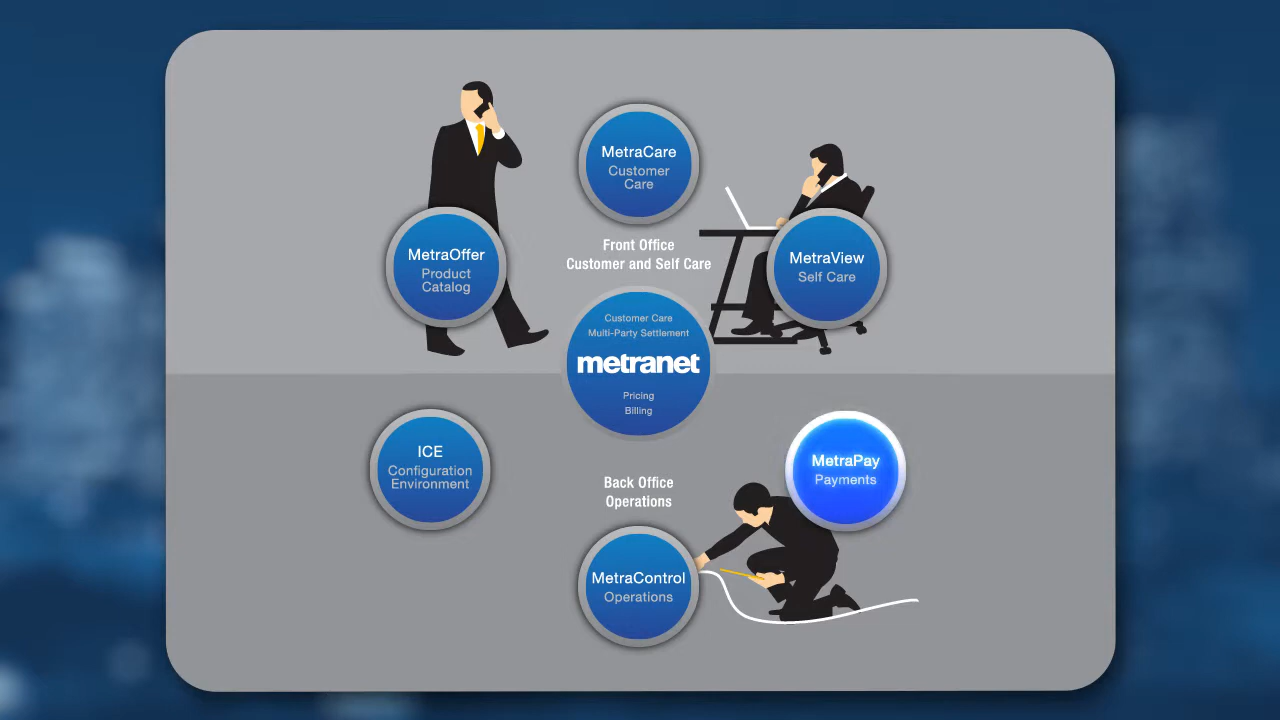 MetraCare
Customer
Care
MetraOffer
Product
Catalog
Front Office
Customer and Self Care
MetraView
Self Care
Customer Care
Multi-Party Settlement
metranet
Pricing
Billing
ICE
Configuration
Environment
MetraPay
Payments
Back Office
Operations
MetraControl
Operations